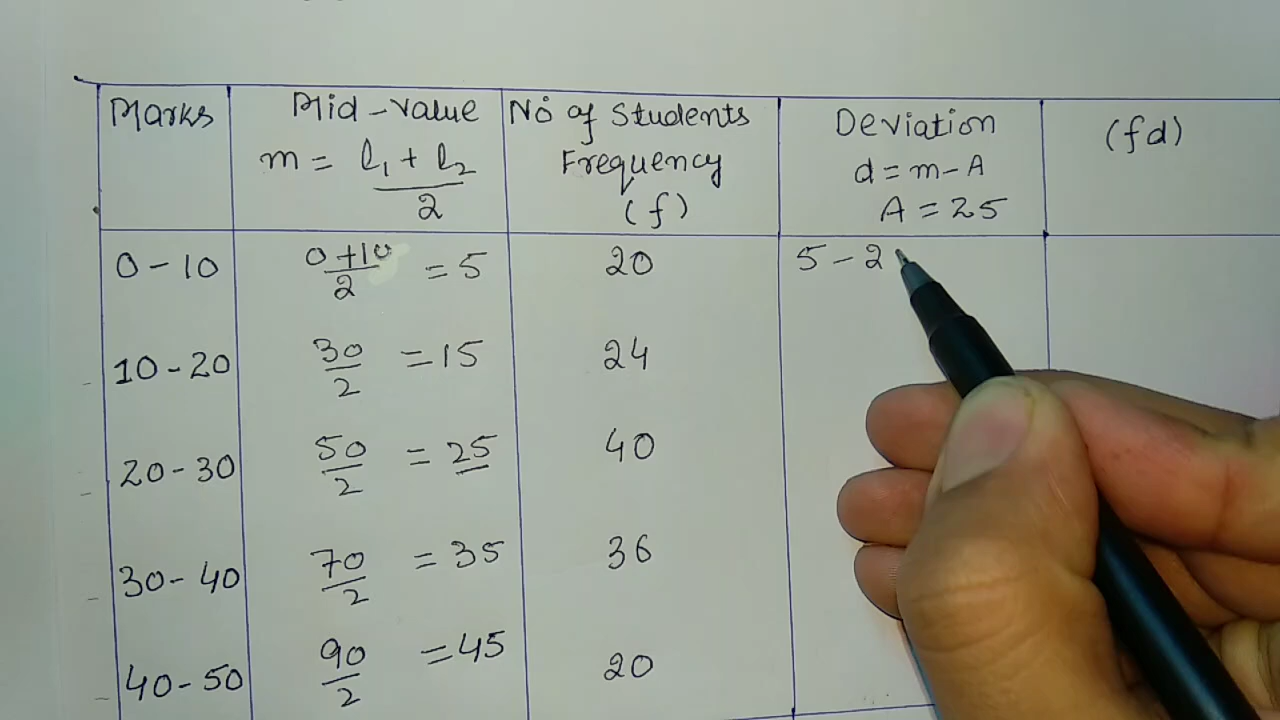 Marks Mid-value No of Students Deviation (fd)
m = l₁ + l₂ Frequency d = m - A
2 (f) A = 25
0 - 10 0 + 10 = 5 20 5 - 2
2
10 - 20 30 = 15 24
2
20 - 30 50 = 25 40
2
30 - 40 70 = 35 36
2
40 - 50 90 = 45 20
2